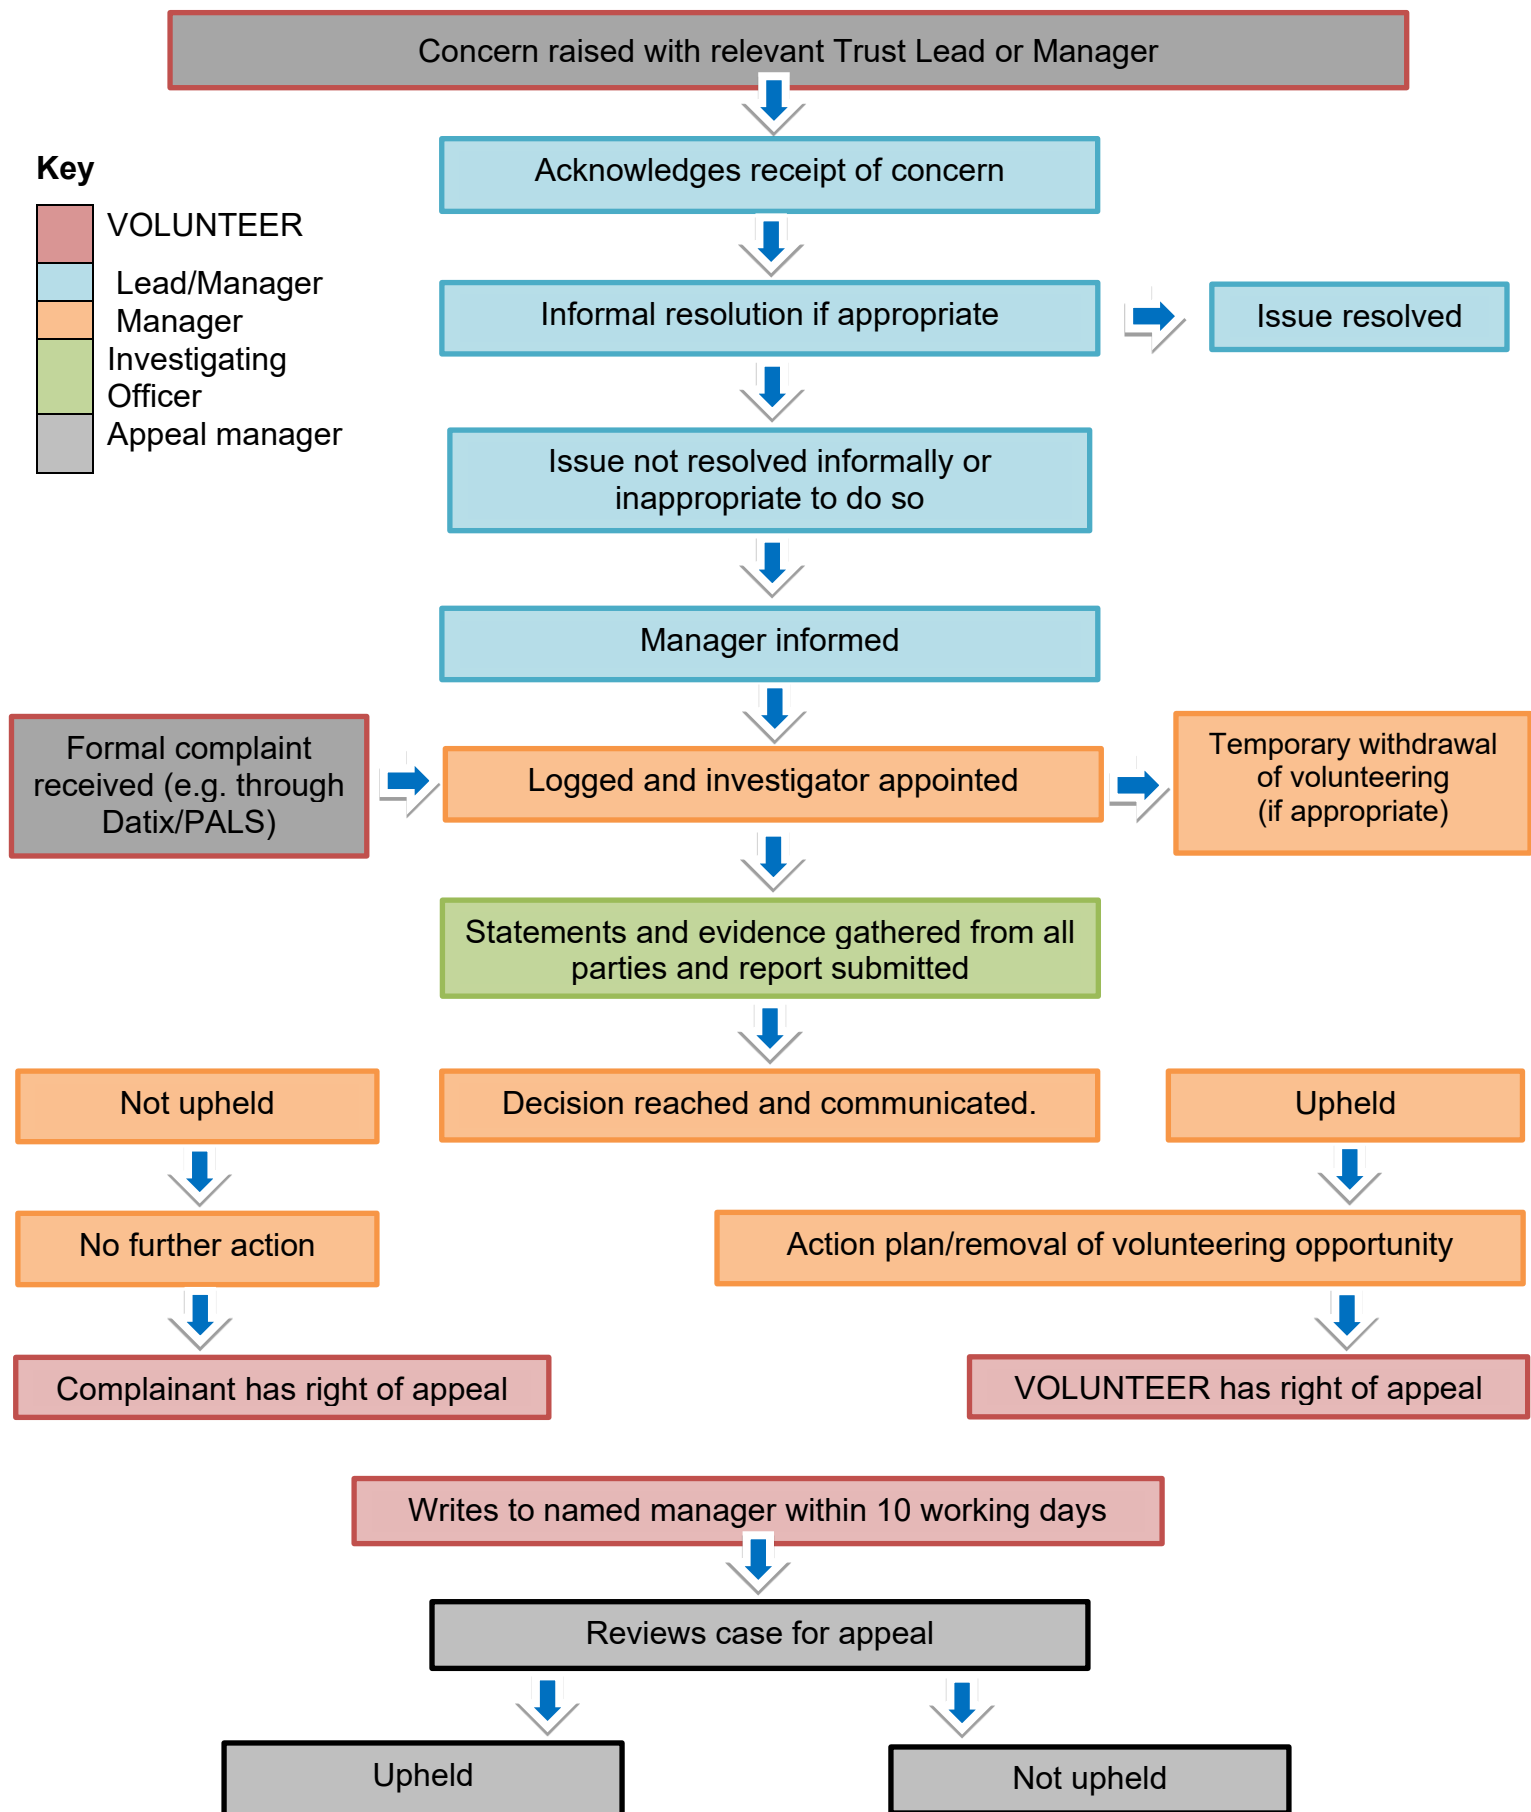 Concern raised with relevant Trust Lead or Manager
Acknowledges receipt of concern
Key
VOLUNTEER
Lead/Manager
Manager
Investigating
Officer
Appeal manager
Informal resolution if appropriate
Issue resolved
Issue not resolved informally or
inappropriate to do so
Manager informed
Formal complaint
received (e.g. through
Datix/PALS)
Logged and investigator appointed
Temporary withdrawal
of volunteering
(if appropriate)
Statements and evidence gathered from all
parties and report submitted
Not upheld
Decision reached and communicated.
Upheld
No further action
Action plan/removal of volunteering opportunity
Complainant has right of appeal
VOLUNTEER has right of appeal
Writes to named manager within 10 working days
Reviews case for appeal
Upheld
Not upheld